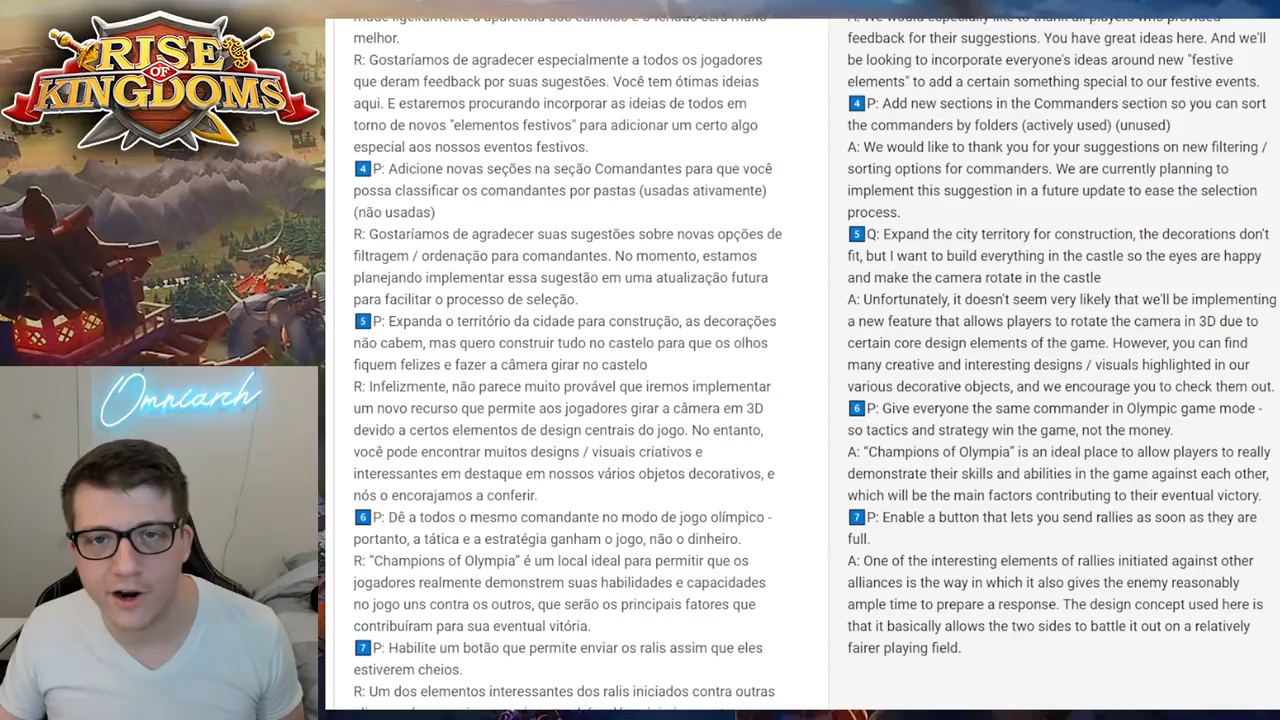 RISE
OF
KINGDOMS
Omniarch
melhor.
R: Gostaríamos de agradecer especialmente a todos os jogadores
que deram feedback por suas sugestões. Você tem ótimas ideias
aqui. E estaremos procurando incorporar as ideias de todos em
torno de novos "elementos festivos" para adicionar um certo algo
especial aos nossos eventos festivos.
4 P: Adicione novas seções na seção Comandantes para que você
possa classificar os comandantes por pastas (usadas ativamente)
(não usadas)
R: Gostaríamos de agradecer suas sugestões sobre novas opções de
filtragem / ordenação para comandantes. No momento, estamos
planejando implementar essa sugestão em uma atualização futura
para facilitar o processo de seleção.
5 P: Expanda o território da cidade para construção, as decorações
não cabem, mas quero construir tudo no castelo para que os olhos
fiquem felizes e fazer a câmera girar no castelo
R: Infelizmente, não parece muito provável que iremos implementar
um novo recurso que permite aos jogadores girar a câmera em 3D
devido a certos elementos de design centrais do jogo. No entanto,
você pode encontrar muitos designs / visuais criativos e
interessantes em destaque em nossos vários objetos decorativos, e
nós o encorajamos a conferir.
6 P: Dê a todos o mesmo comandante no modo de jogo olímpico -
portanto, a tática e a estratégia ganham o jogo, não o dinheiro.
R: “Champions of Olympia” é um local ideal para permitir que os
jogadores realmente demonstrem suas habilidades e capacidades
no jogo uns contra os outros, que serão os principais fatores que
contribuíram para sua eventual vitória.
7 P: Habilite um botão que permite enviar os ralis assim que eles
estiverem cheios.
R: Um dos elementos interessantes dos ralis iniciados contra outras
A: We would especially like to thank all players who provided
feedback for their suggestions. You have great ideas here. And we'll
be looking to incorporate everyone's ideas around new "festive
elements" to add a certain something special to our festive events.
4 P: Add new sections in the Commanders section so you can sort
the commanders by folders (actively used) (unused)
A: We would like to thank you for your suggestions on new filtering /
sorting options for commanders. We are currently planning to
implement this suggestion in a future update to ease the selection
process.
5 Q: Expand the city territory for construction, the decorations don't
fit, but I want to build everything in the castle so the eyes are happy
and make the camera rotate in the castle
A: Unfortunately, it doesn't seem very likely that we'll be implementing
a new feature that allows players to rotate the camera in 3D due to
certain core design elements of the game. However, you can find
many creative and interesting designs / visuals highlighted in our
various decorative objects, and we encourage you to check them out.
6 P: Give everyone the same commander in Olympic game mode -
so tactics and strategy win the game, not the money.
A: “Champions of Olympia” is an ideal place to allow players to really
demonstrate their skills and abilities in the game against each other,
which will be the main factors contributing to their eventual victory.
7 P: Enable a button that lets you send rallies as soon as they are
full.
A: One of the interesting elements of rallies initiated against other
alliances is the way in which it also gives the enemy reasonably
ample time to prepare a response. The design concept used here is
that it basically allows the two sides to battle it out on a relatively
fairer playing field.